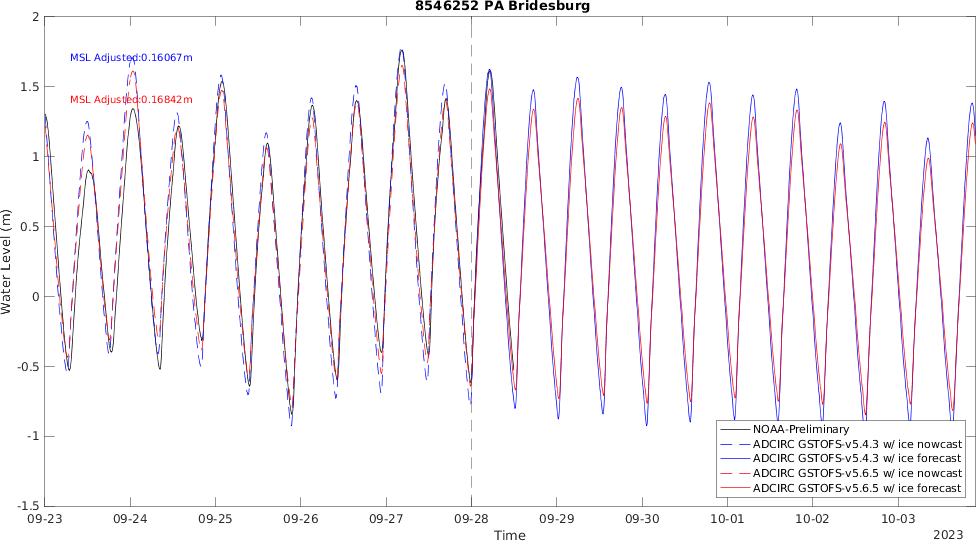 8546252 PA Bridesburg
MSL Adjusted:0.16067m
MSL Adjusted:0.16842m
Water Level (m)
2
1.5
1
0.5
0
-0.5
-1
-1.5
NOAA-Preliminary
ADCIRC GSTOFS-v5.4.3 w/ ice nowcast
ADCIRC GSTOFS-v5.4.3 w/ ice forecast
ADCIRC GSTOFS-v5.6.5 w/ ice nowcast
ADCIRC GSTOFS-v5.6.5 w/ ice forecast
09-23 09-24 09-25 09-26 09-27 09-28 09-29 09-30 10-01 10-02 10-03
Time
2023